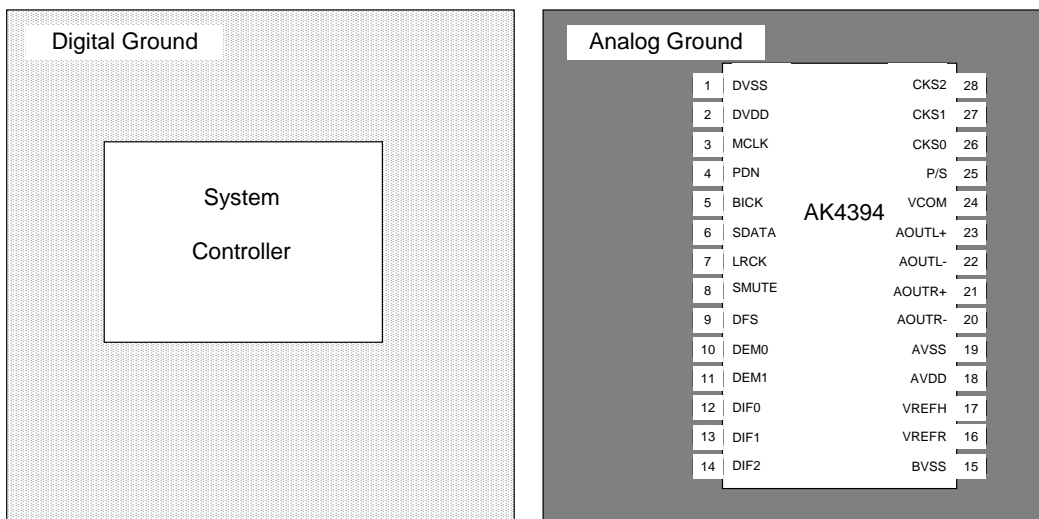 Digital Ground
System
Controller
Analog Ground
AK4394
1 DVSS
2 DVDD
3 MCLK
4 PDN
5 BICK
6 SDATA
7 LRCK
8 SMUTE
9 DFS
10 DEM0
11 DEM1
12 DIF0
13 DIF1
14 DIF2
CKS2 28
CKS1 27
CKS0 26
P/S 25
VCOM 24
AOUTL+ 23
AOUTL- 22
AOUTR+ 21
AOUTR- 20
AVSS 19
AVDD 18
VREFH 17
VREFR 16
BVSS 15